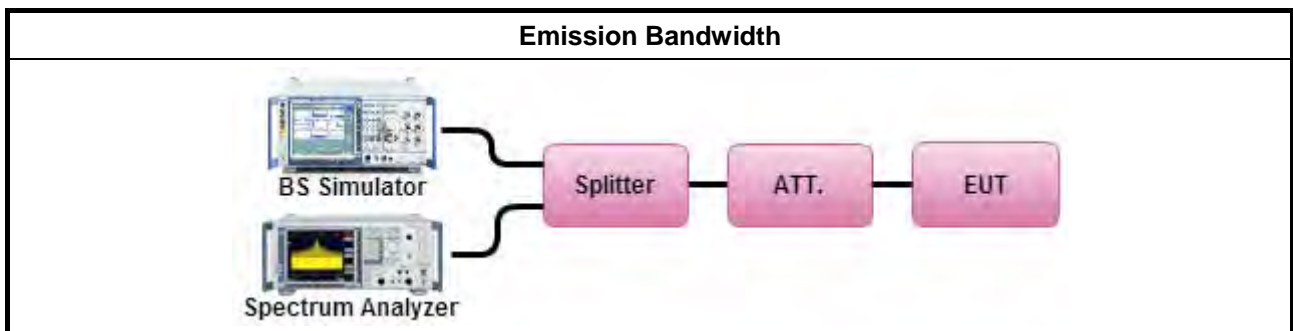 Emission Bandwidth
BS Simulator
Splitter
ATT.
EUT
Spectrum Analyzer